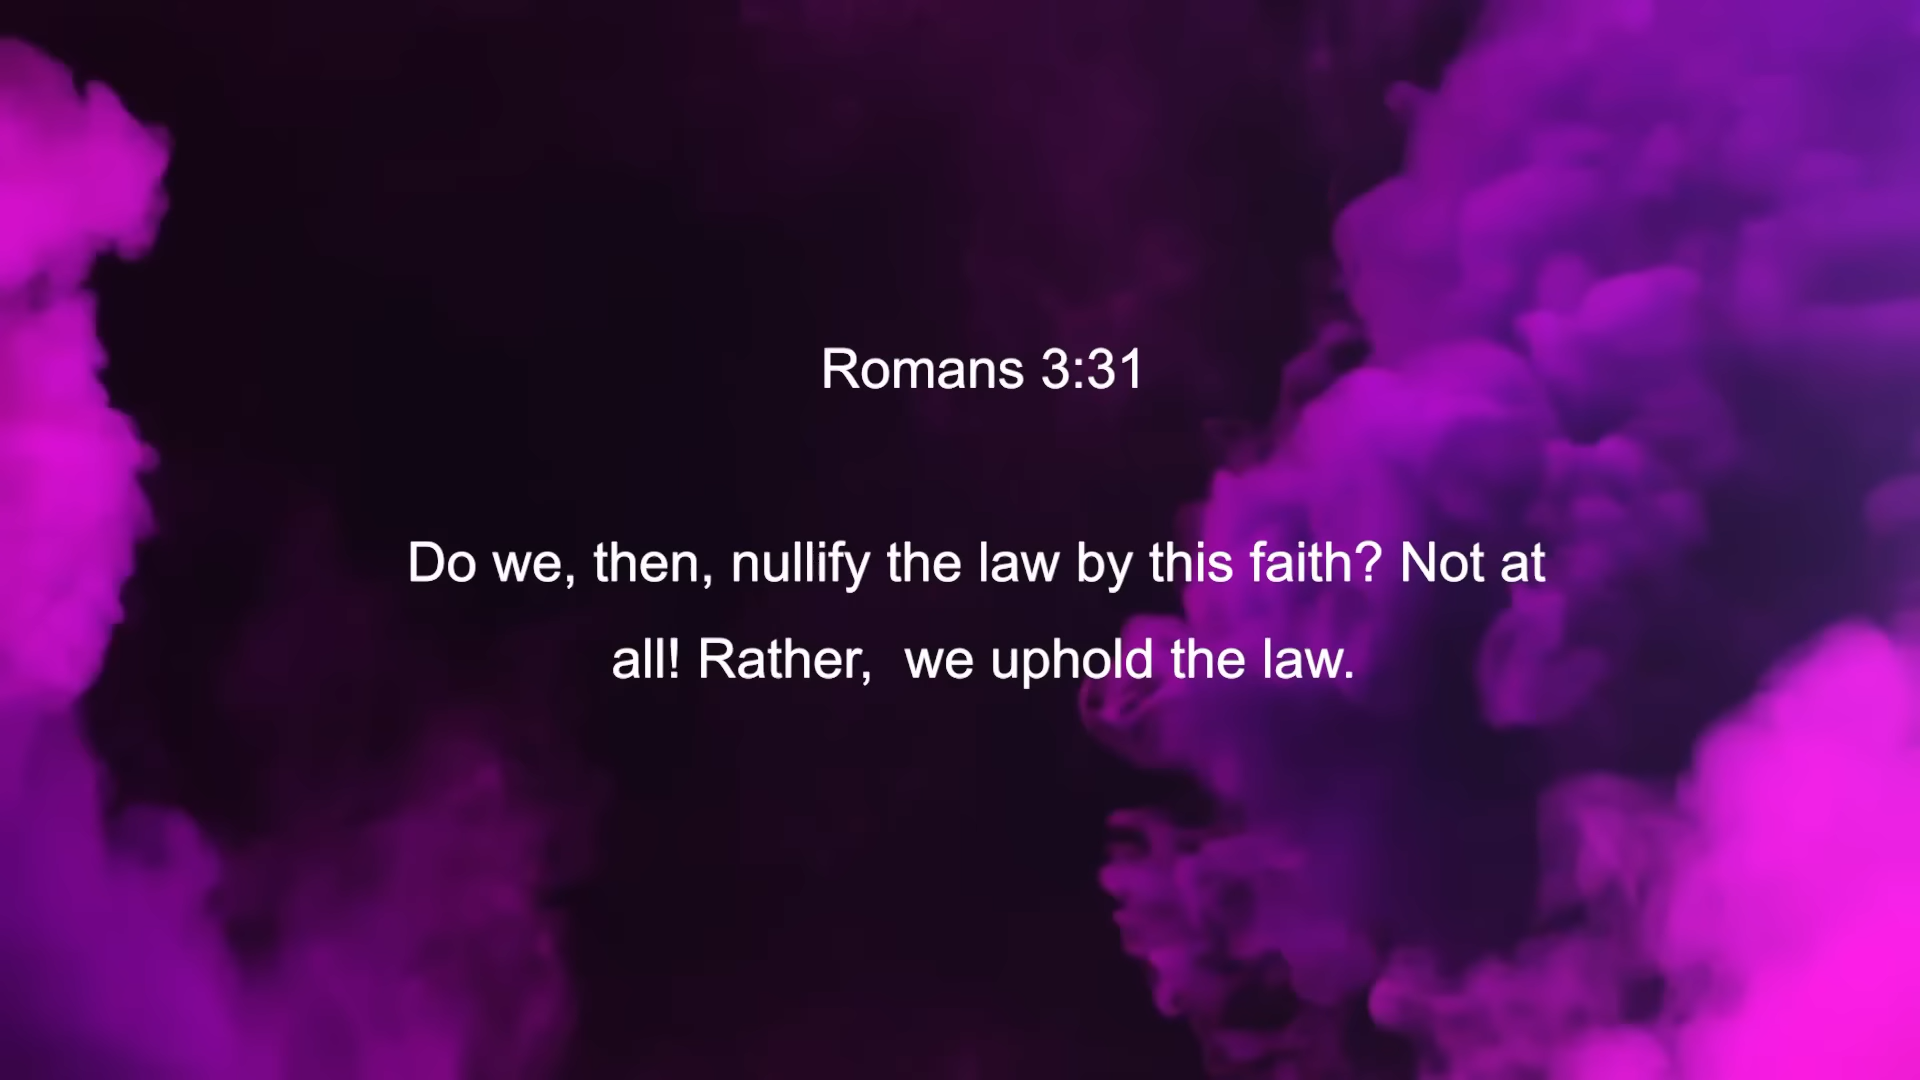 Romans 3:31
Do we, then, nullify the law by this faith? Not at
all! Rather,  we uphold the law.